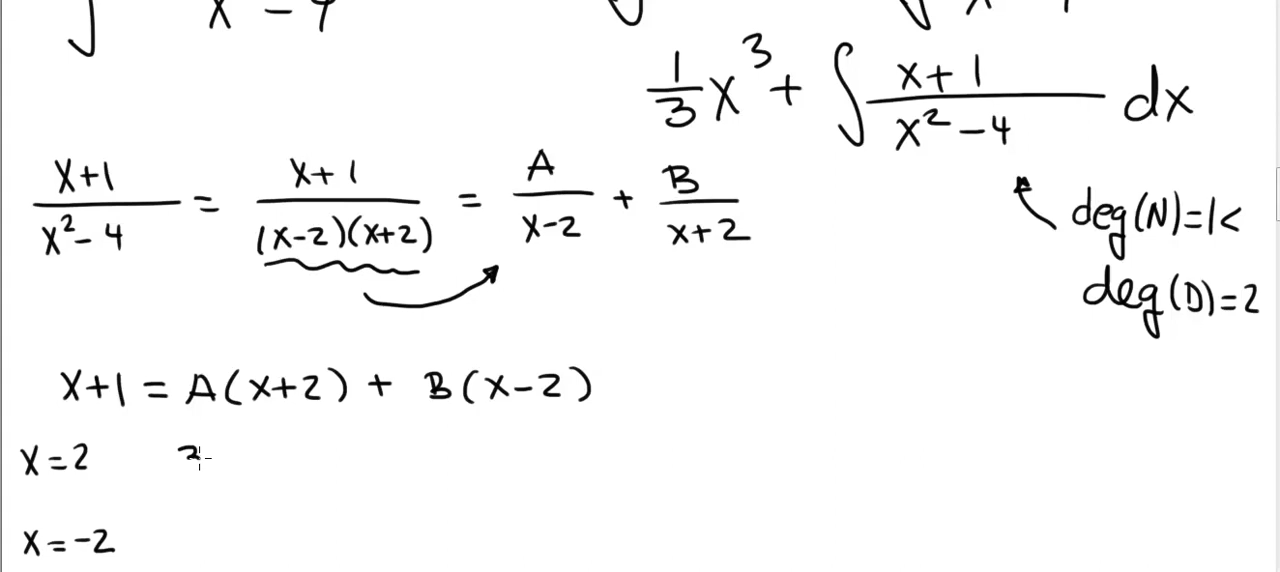 x - 4
1/3 x^3 + ∫ (x+1)/(x^2-4) dx
(x+1)/(x^2-4) = (x+1)/((x-2)(x+2)) = A/(x-2) + B/(x+2)
deg(N)=1<
deg(D)=2
x+1 = A(x+2) + B(x-2)
x=2
x=-2